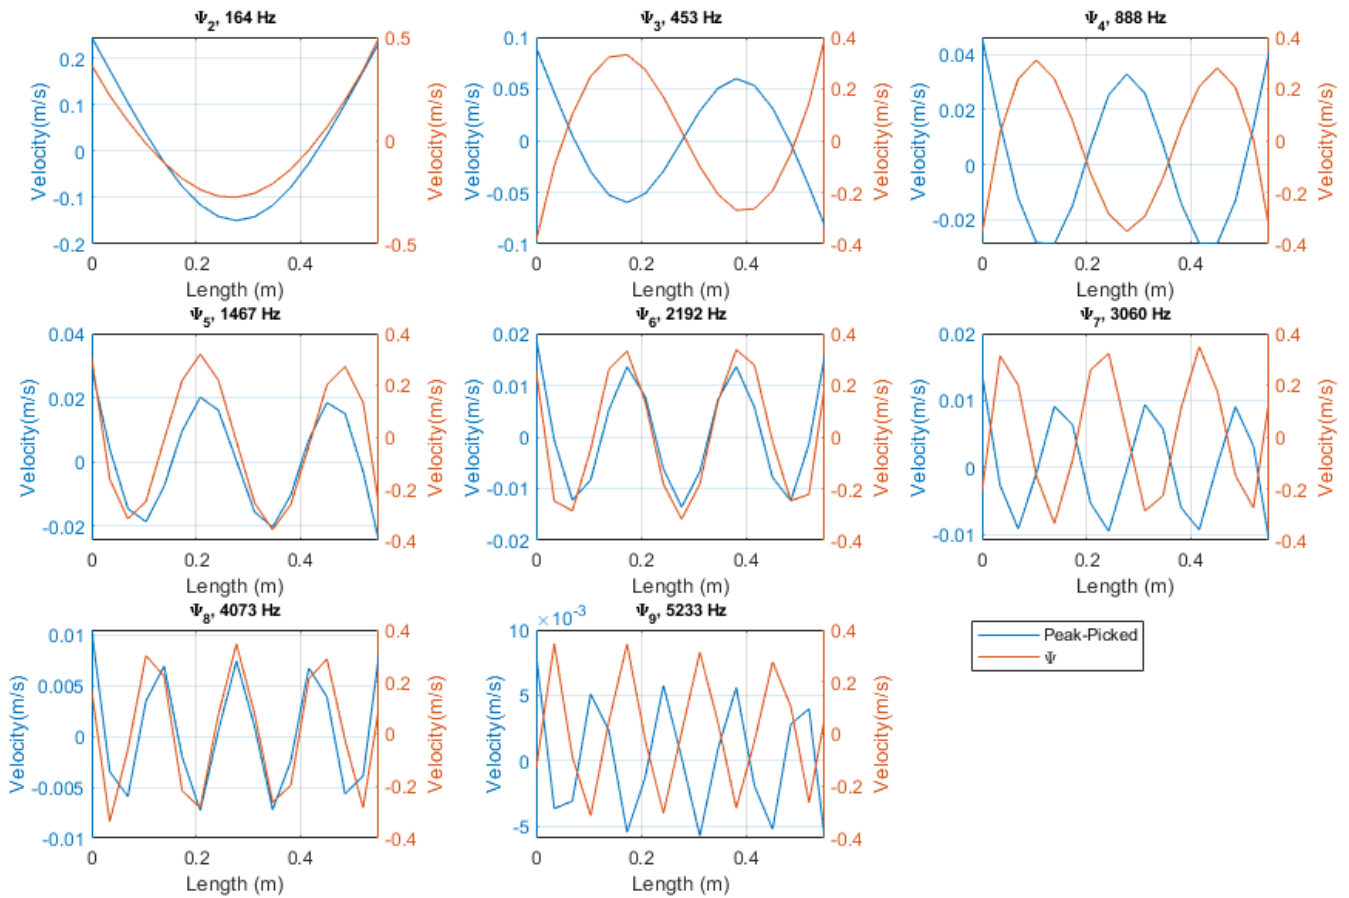 Ψ2, 164 Hz
Ψ3, 453 Hz
Ψ4, 888 Hz
0.2
0.1
0
-0.1
-0.2
Velocity(m/s)
0.5
0
-0.5
Velocity(m/s)
0 0.2 0.4
Length (m)
0.1
0.05
0
-0.05
-0.1
Velocity(m/s)
0.4
0.2
0
-0.2
-0.4
Velocity(m/s)
0 0.2 0.4
Length (m)
0.04
0.02
0
-0.02
Velocity(m/s)
0.4
0.2
0
-0.2
-0.4
Velocity(m/s)
0 0.2 0.4
Length (m)
Ψ5, 1467 Hz
Ψ6, 2192 Hz
Ψ7, 3060 Hz
0.04
0.02
0
-0.02
Velocity(m/s)
0.4
0.2
0
-0.2
-0.4
Velocity(m/s)
0 0.2 0.4
Length (m)
0.02
0.01
0
-0.01
-0.02
Velocity(m/s)
0.4
0.2
0
-0.2
-0.4
Velocity(m/s)
0 0.2 0.4
Length (m)
0.02
0.01
0
-0.01
Velocity(m/s)
0.4
0.2
0
-0.2
-0.4
Velocity(m/s)
0 0.2 0.4
Length (m)
Ψ8, 4073 Hz
Ψ9, 5233 Hz
0.01
0.005
0
-0.005
-0.01
Velocity(m/s)
0.4
0.2
0
-0.2
-0.4
Velocity(m/s)
0 0.2 0.4
Length (m)
×10-3
10
5
0
-5
Velocity(m/s)
0.4
0.2
0
-0.2
-0.4
Velocity(m/s)
0 0.2 0.4
Length (m)
Peak-Picked
Ψ